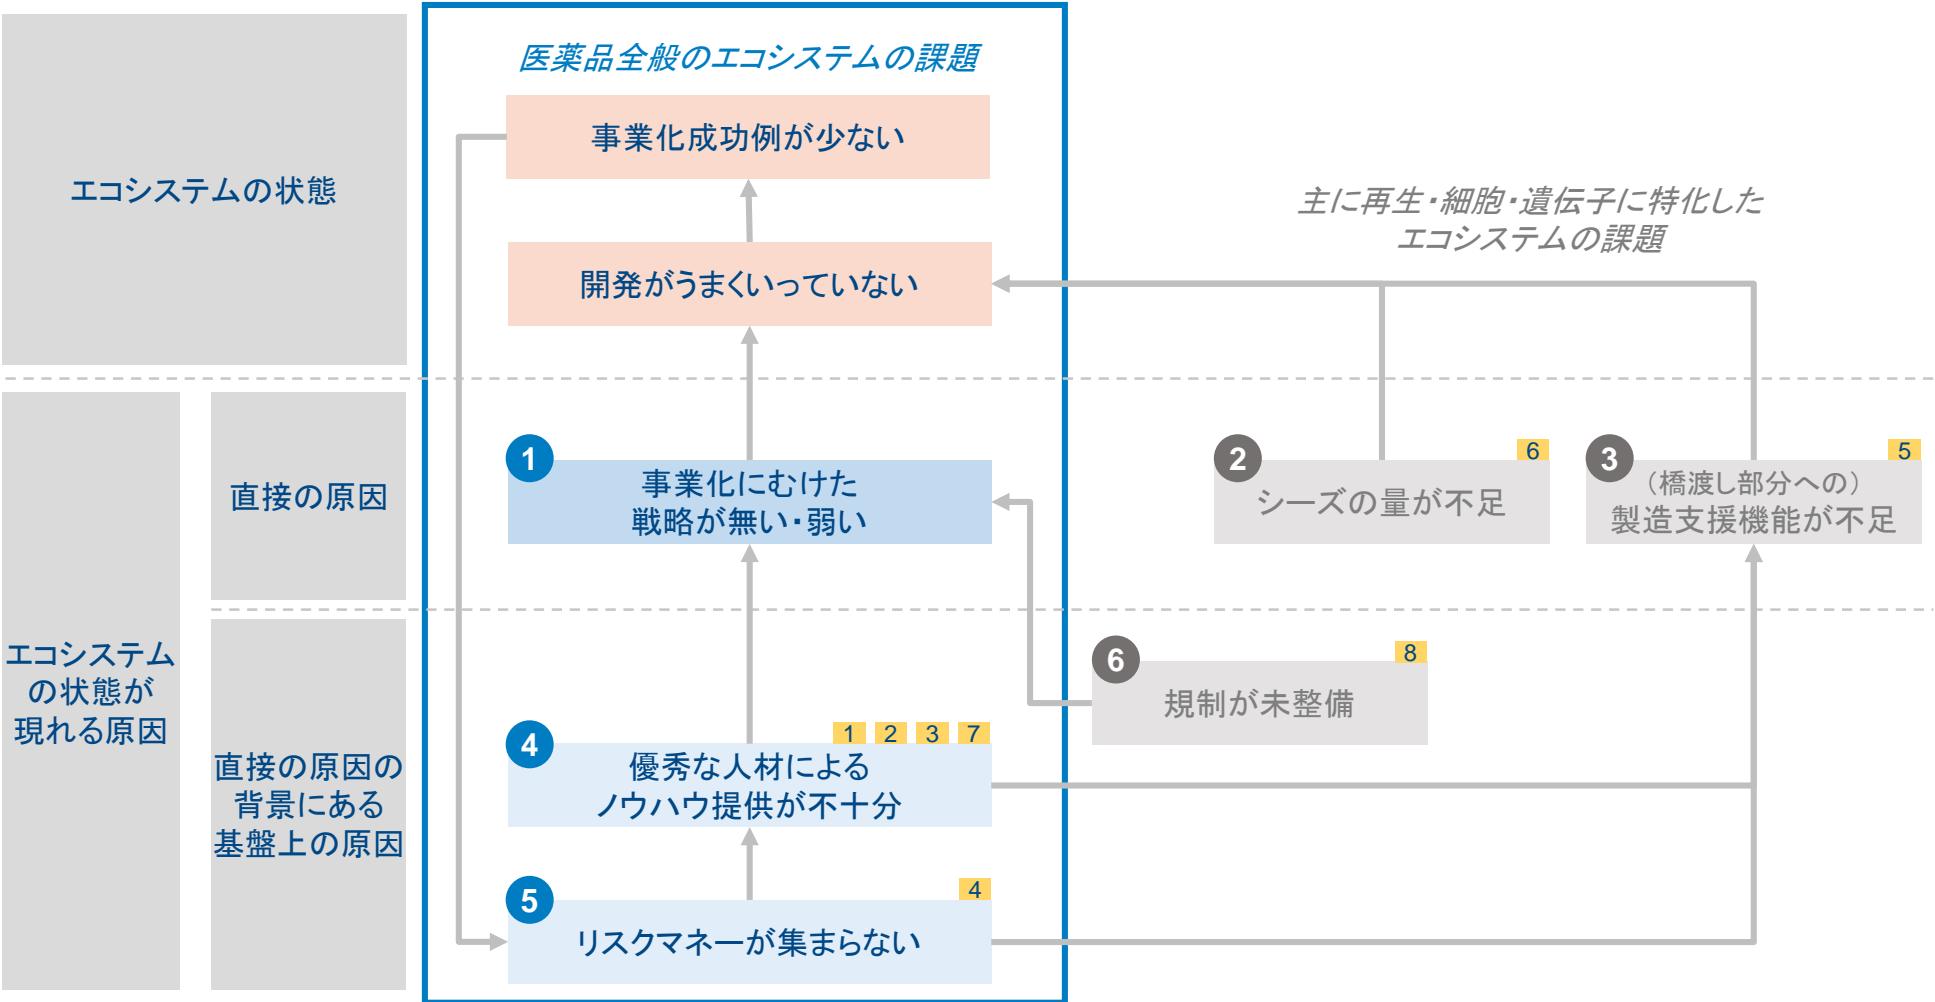 医薬品全般のエコシステムの課題
事業化成功例が少ない
エコシステムの状態
主に再生・細胞・遺伝子に特化した
エコシステムの課題
開発がうまくいっていない
直接の原因
1
事業化にむけた
戦略が無い・弱い
2
6
シーズの量が不足
3
5
（橋渡し部分への）
製造支援機能が不足
エコシステム
の状態が
現れる原因
直接の原因の
背景にある
基盤上の原因
6
8
規制が未整備
4
1 2 3 7
優秀な人材による
ノウハウ提供が不十分
5
4
リスクマネーが集まらない